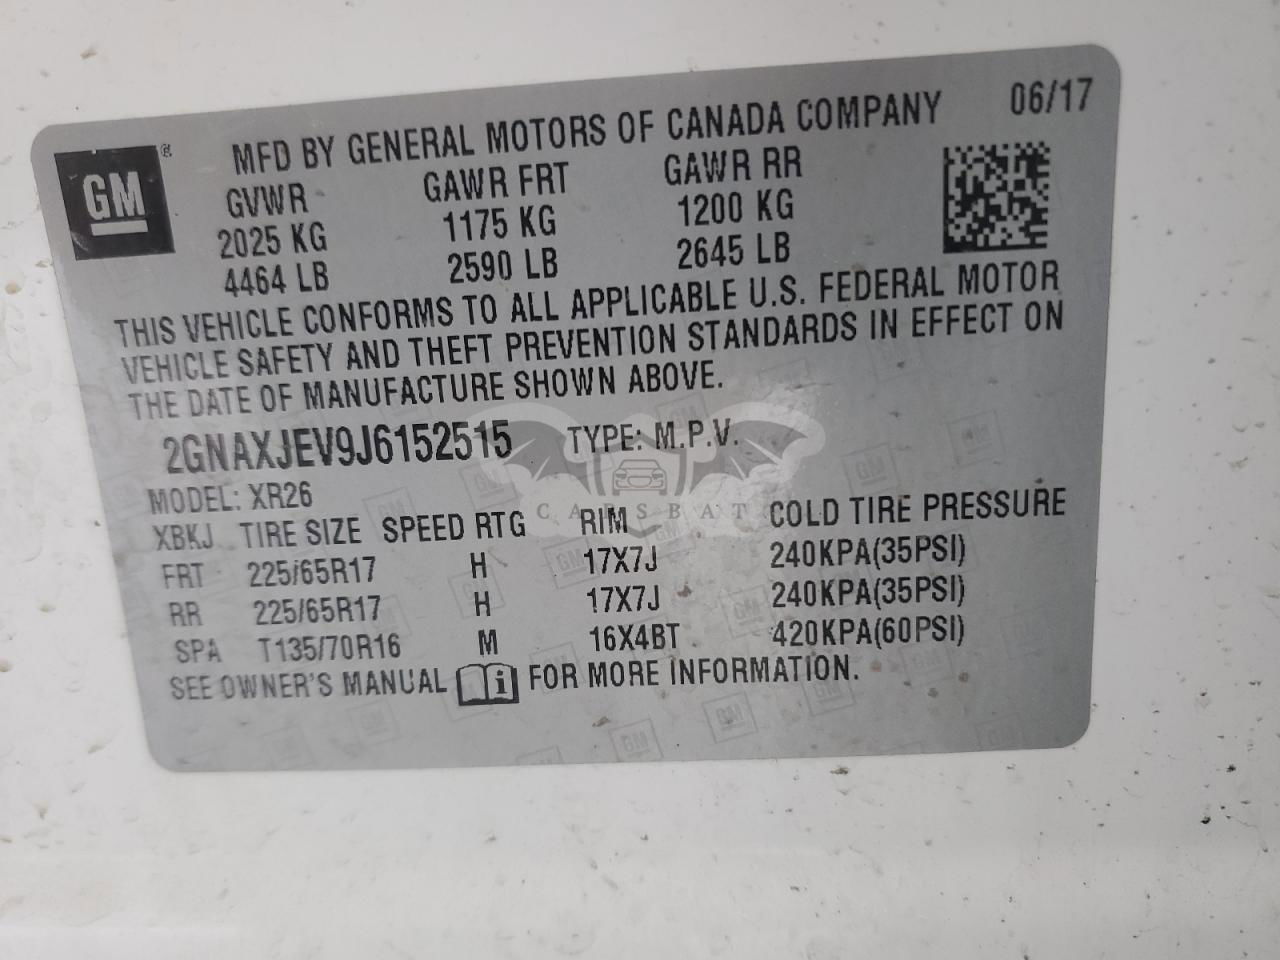 GM ®
MFD BY GENERAL MOTORS OF CANADA COMPANY 06/17
GVWR GAWR FRT GAWR RR
2025 KG 1175 KG 1200 KG
4464 LB 2590 LB 2645 LB
THIS VEHICLE CONFORMS TO ALL APPLICABLE U.S. FEDERAL MOTOR
VEHICLE SAFETY AND THEFT PREVENTION STANDARDS IN EFFECT ON
THE DATE OF MANUFACTURE SHOWN ABOVE.
2GNAXJEV9J6152515 TYPE: M.P.V.
MODEL: XR26
CARSBAT
XBKJ TIRE SIZE SPEED RTG RIM COLD TIRE PRESSURE
FRT 225/65R17 H 17X7J 240KPA(35PSI)
RR 225/65R17 H 17X7J 240KPA(35PSI)
SPA T135/70R16 M 16X4BT 420KPA(60PSI)
SEE OWNER'S MANUAL i FOR MORE INFORMATION.